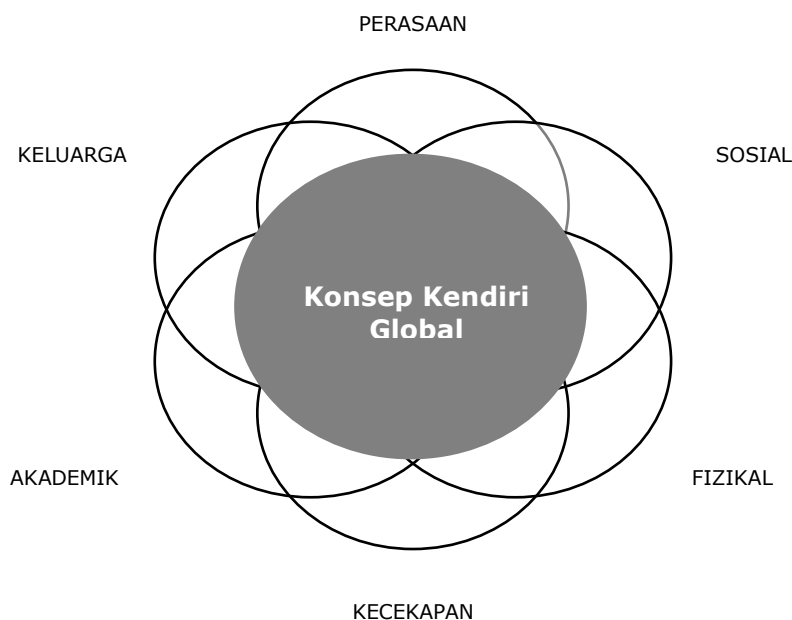 PERASAAN
KELUARGA
SOSIAL
Konsep Kendiri
Global
AKADEMIK
FIZIKAL
KECEKAPAN